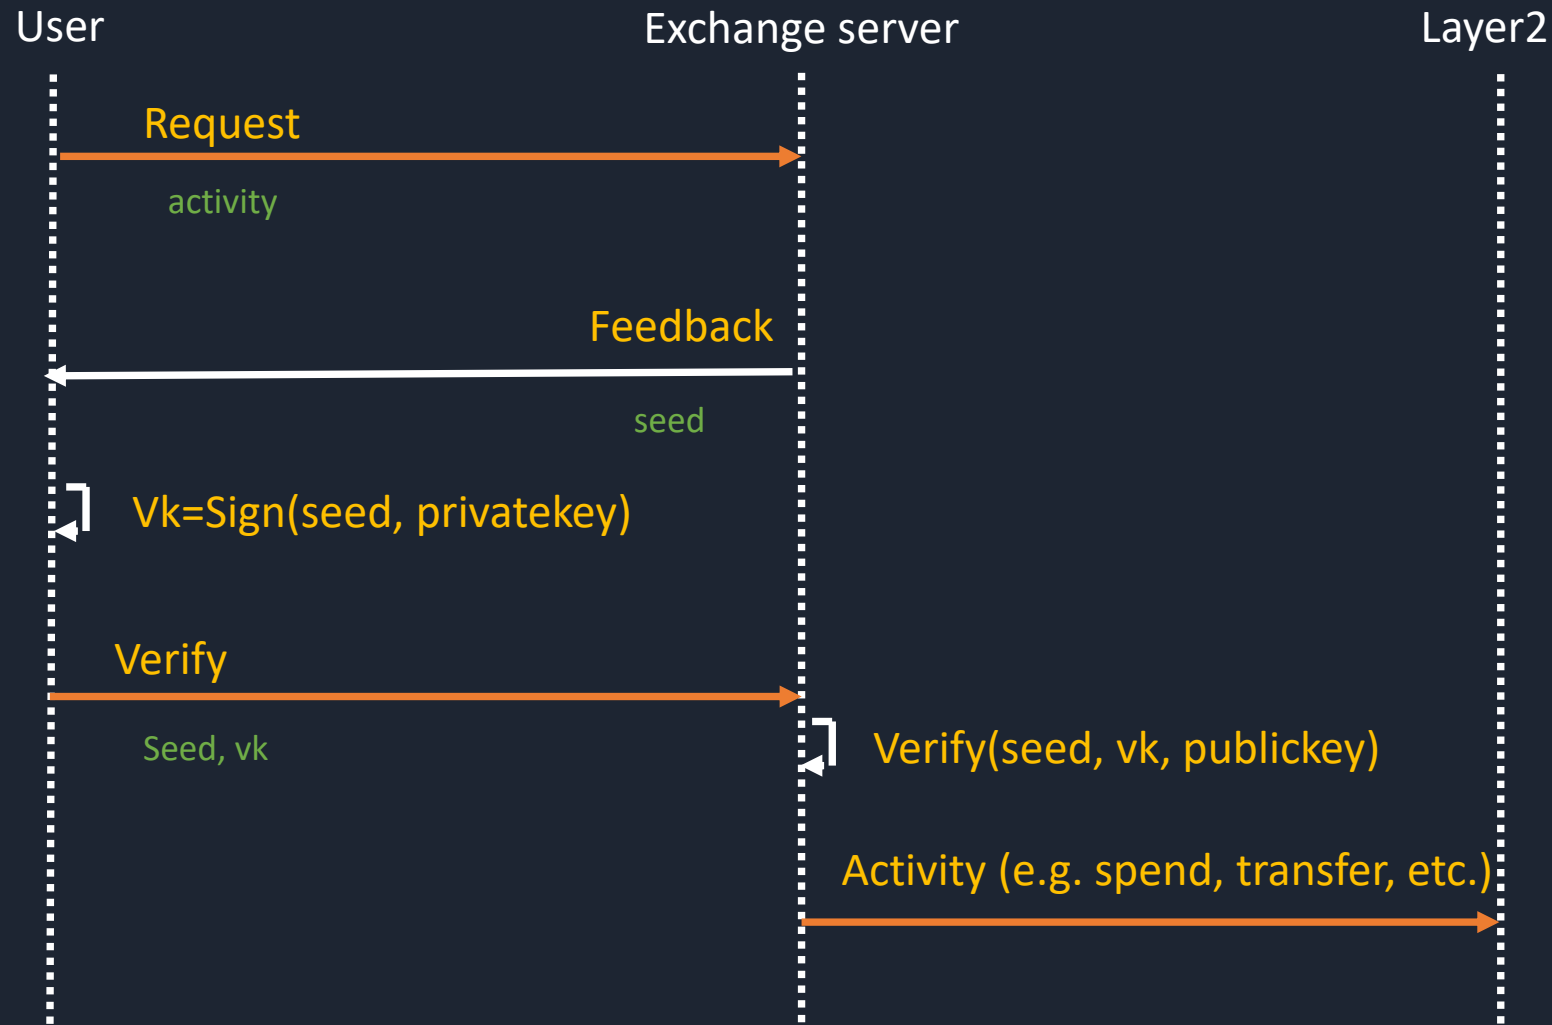 User
Exchange server
Layer2
Request
activity
Feedback
seed
Vk=Sign(seed, privatekey)
Verify
Seed, vk
Verify(seed, vk, publickey)
Activity (e.g. spend, transfer, etc.)